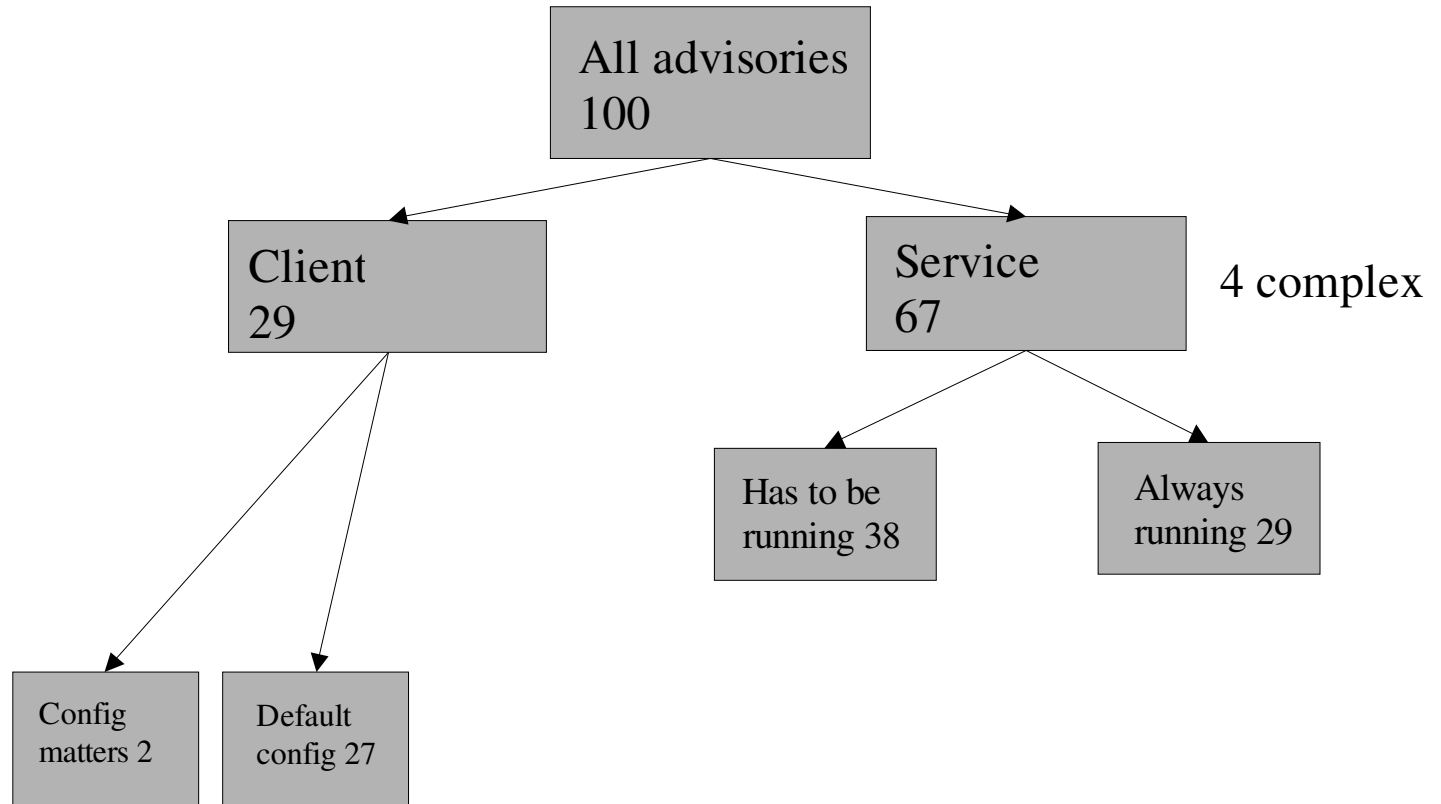 All advisories
100
Client
29
Service
67
4 complex
Has to be
running 38
Always
running 29
Config
matters 2
Default
config 27